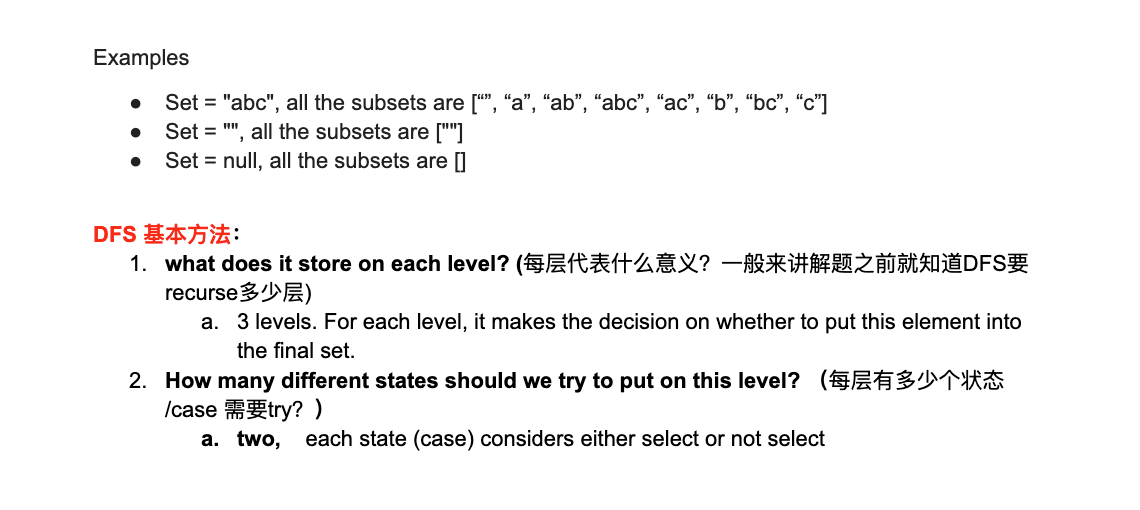 Examples
● Set = "abc", all the subsets are [“”, “a”, “ab”, “abc”, “ac”, “b”, “bc”, “c”]
● Set = "", all the subsets are [""]
● Set = null, all the subsets are []
DFS 基本方法：
1. what does it store on each level? (每层代表什么意义？一般来讲解题之前就知道DFS要
recurse多少层)
a. 3 levels. For each level, it makes the decision on whether to put this element into
the final set.
2. How many different states should we try to put on this level? （每层有多少个状态
/case 需要try？）
a. two, each state (case) considers either select or not select